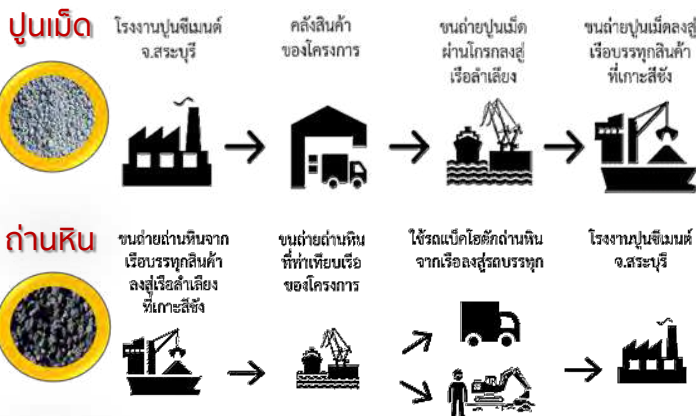 ปูนเม็ด
โรงงานปูนซีเมนต์
จ.สระบุรี
คลังสินค้า
ของโครงการ
ขนถ่ายปูนเม็ด
ผ่านโกรกลงสู่
เรือลำเลียง
ขนถ่ายปูนเม็ดลงสู่
เรือบรรทุกสินค้า
ที่เกาะสีชัง
ถ่านหิน
ขนถ่ายถ่านหินจาก
เรือบรรทุกสินค้า
ลงสู่เรือลำเลียง
ที่เกาะสีชัง
ขนถ่ายถ่านหิน
ที่ท่าเทียบเรือ
ของโครงการ
ใช้รถแบ็คโฮตักถ่านหิน
จากเรือลงสู่รถบรรทุก
โรงงานปูนซีเมนต์
จ.สระบุรี